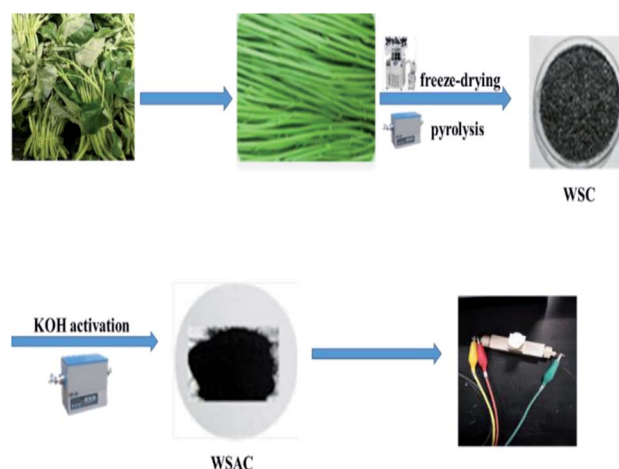 freeze-drying
pyrolysis
WSC
KOH activation
WSAC